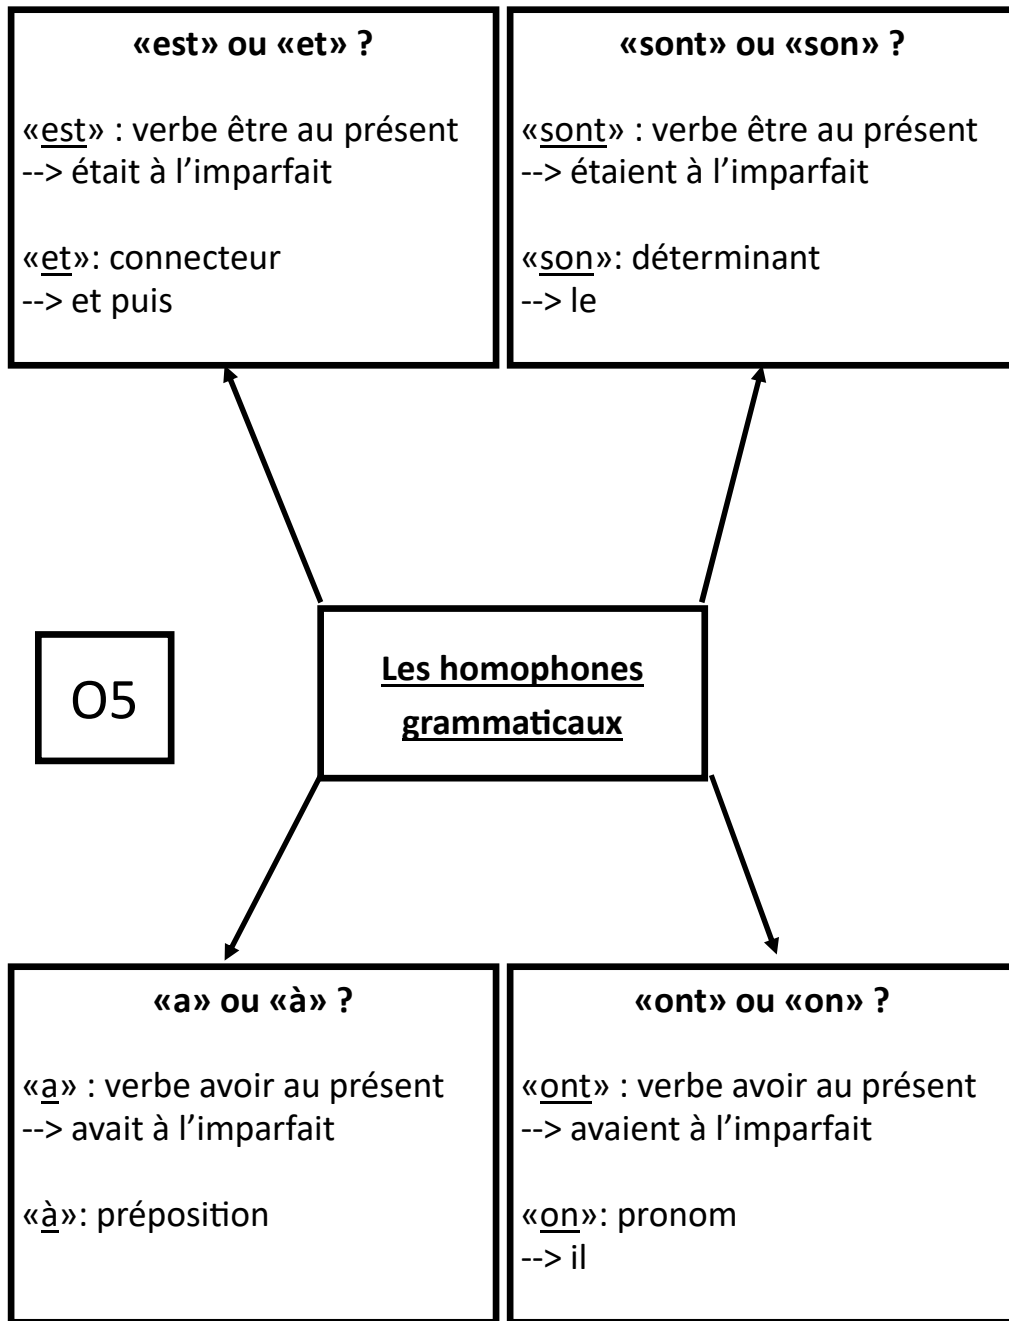 «est» ou «et» ?
«est» : verbe être au présent
--> était à l’imparfait
«et»: connecteur
--> et puis
«sont» ou «son» ?
«sont» : verbe être au présent
--> étaient à l’imparfait
«son»: déterminant
--> le
O5
Les homophones
grammaticaux
«a» ou «à» ?
«a» : verbe avoir au présent
--> avait à l’imparfait
«à»: préposition
«ont» ou «on» ?
«ont» : verbe avoir au présent
--> avaient à l’imparfait
«on»: pronom
--> il